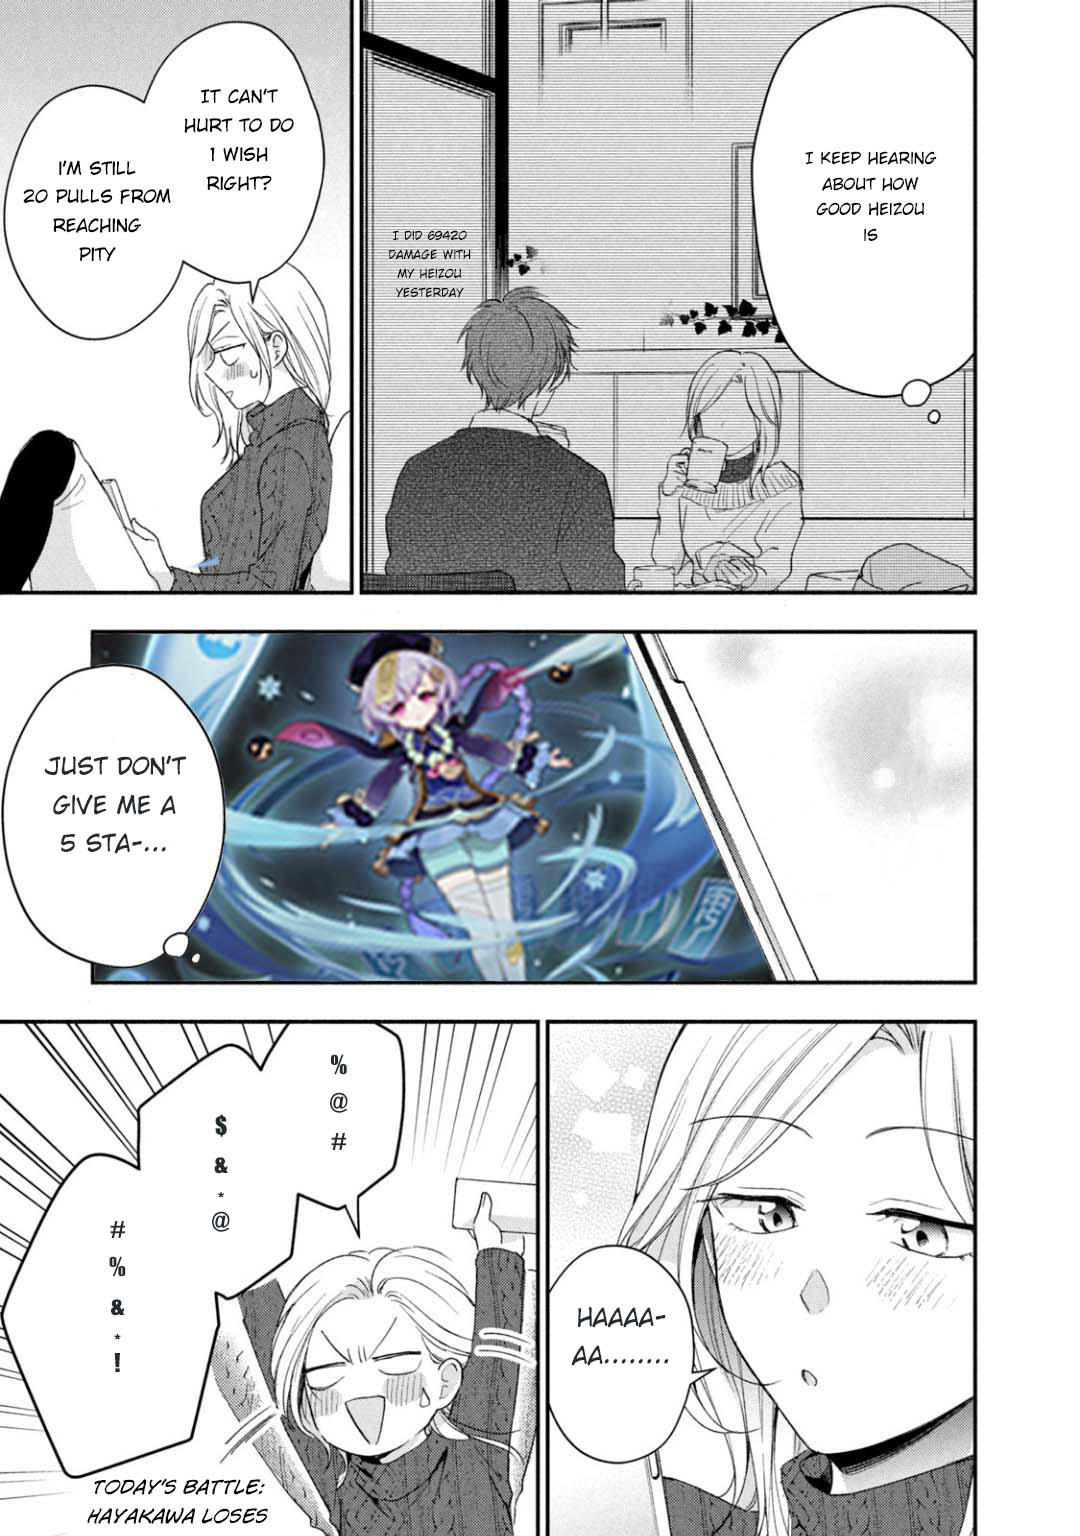 I KEEP HEARING
ABOUT HOW
GOOD HEIZOU
IS
I DID 69420
DAMAGE WITH
MY HEIZOU
YESTERDAY
IT CAN'T
HURT TO DO
1 WISH
RIGHT?
I'M STILL
20 PULLS FROM
REACHING
PITY
JUST DON'T
GIVE ME A
5 STA-...
HAAAA-
AA........
%
@
#
$
&
*
@
#
%
&
*
!
TODAY'S BATTLE:
HAYAKAWA LOSES